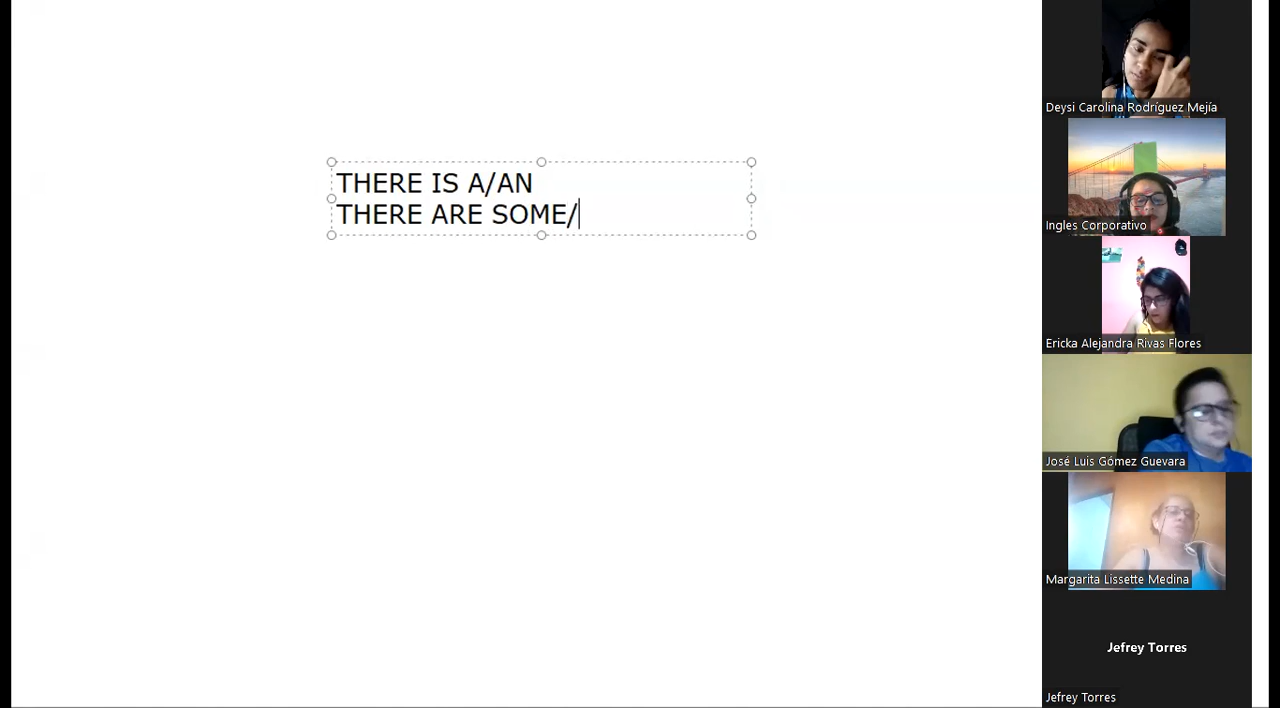 THERE IS A/AN
THERE ARE SOME/
Deysi Carolina Rodríguez Mejía
Ingles Corporativo
Ericka Alejandra Rivas Flores
José Luis Gómez Guevara
Margarita Lissette Medina
Jefrey Torres
Jefrey Torres